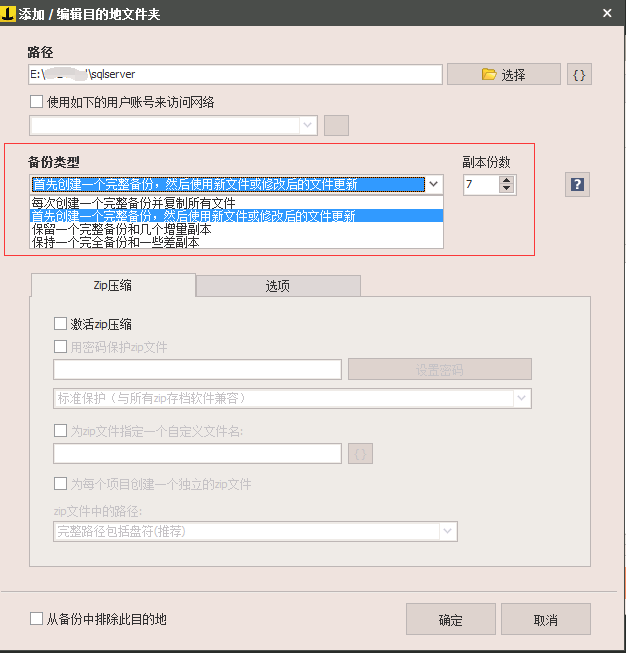 添加 / 编辑目的地文件夹
路径
E:\ \sqlserver
选择
{}
使用如下的用户账号来访问网络
备份类型
副本份数
首先创建一个完整备份，然后使用新文件或修改后的文件更新
7
?
每次创建一个完整备份并复制所有文件
首先创建一个完整备份，然后使用新文件或修改后的文件更新
保留一个完整备份和几个增量副本
保持一个完全备份和一些差副本
Zip压缩
选项
激活zip压缩
用密码保护zip文件
设置密码
标准保护（与所有zip存档软件兼容）
为zip文件指定一个自定义文件名:
{}
为每个项目创建一个独立的zip文件
zip文件中的路径:
完整路径包括盘符(推荐)
从备份中排除此目的地
确定
取消